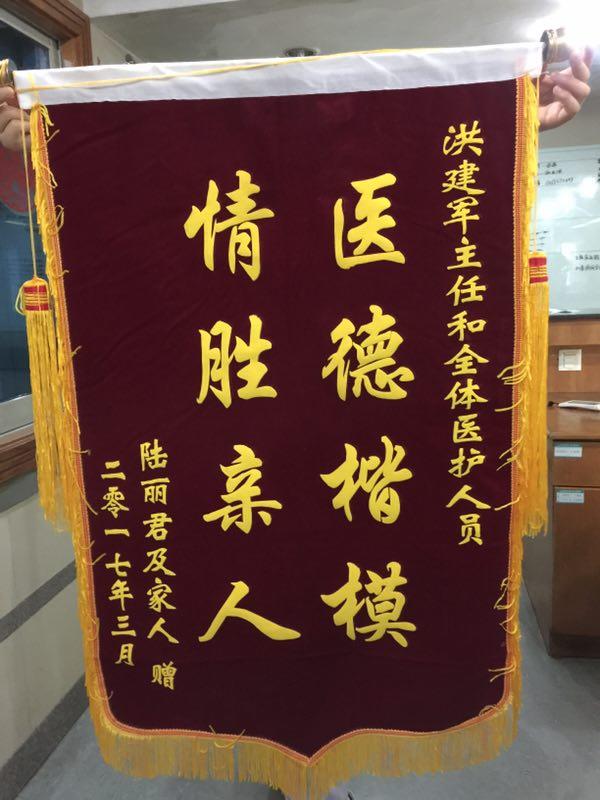 洪建军主任和全体医护人员
医德楷模
情胜亲人
陆丽君及家人 赠
二零一七年三月